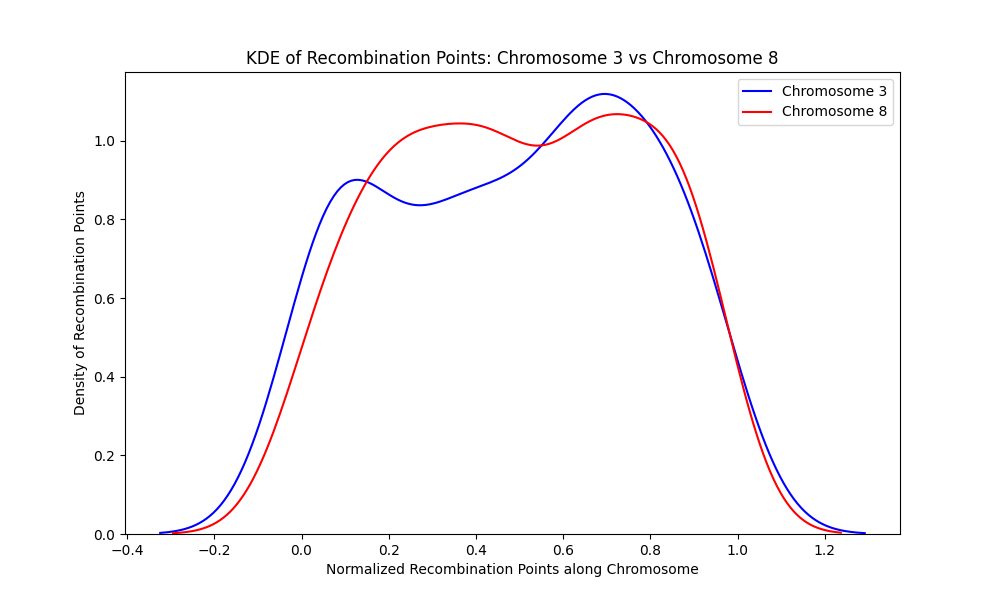 KDE of Recombination Points: Chromosome 3 vs Chromosome 8
Chromosome 3
Chromosome 8
Density of Recombination Points
1.0
0.8
0.6
0.4
0.2
0.0
−0.4 −0.2 0.0 0.2 0.4 0.6 0.8 1.0 1.2
Normalized Recombination Points along Chromosome